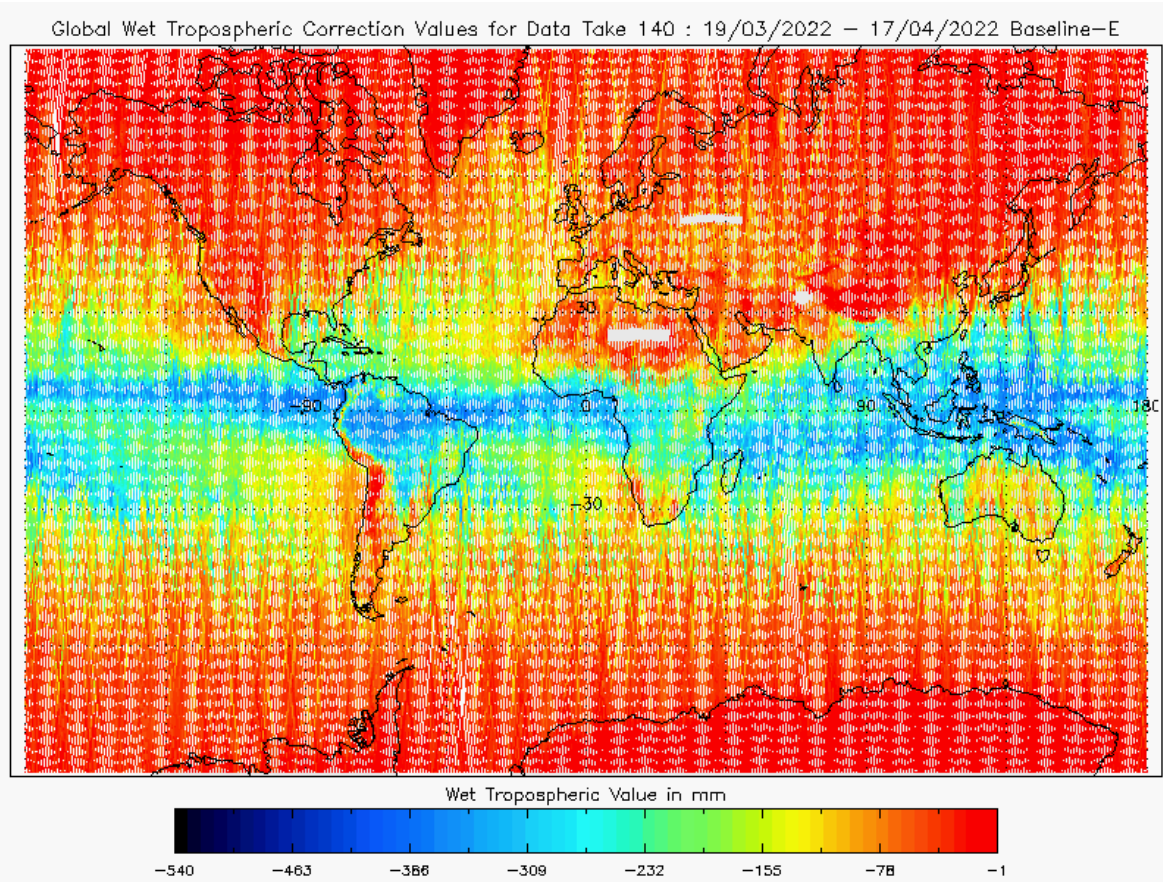 Global Wet Tropospheric Correction Values for Data Take 140 : 19/03/2022 – 17/04/2022 Baseline–E
30
–90 0 90 180
–30
Wet Tropospheric Value in mm
–540 –463 –386 –309 –232 –155 –78 –1